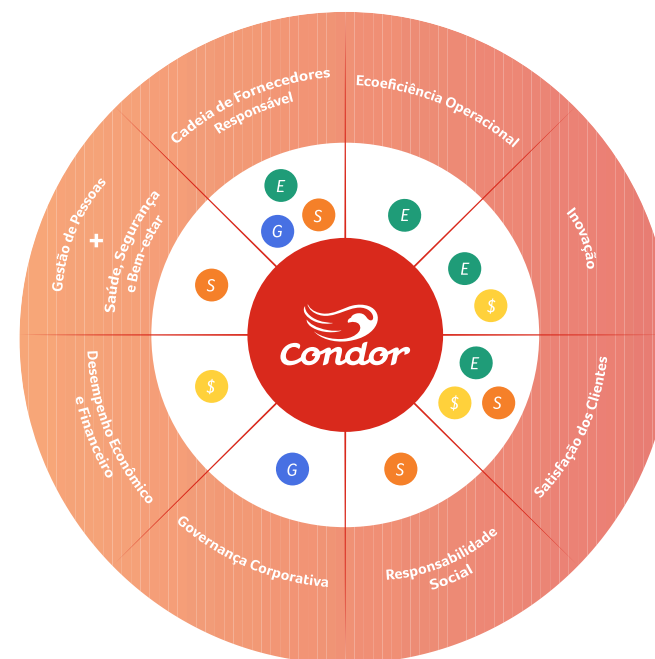 Cadeia de Fornecedores
Responsável
Ecoeficiência Operacional
Inovação
Satisfação dos Clientes
Responsabilidade
Social
Governança Corporativa
Desempenho Econômico
e Financeiro
Gestão de Pessoas
+
Saúde, Segurança
e Bem-estar
E
G
S
E
E
$
E
$
S
S
G
$
S
Condor